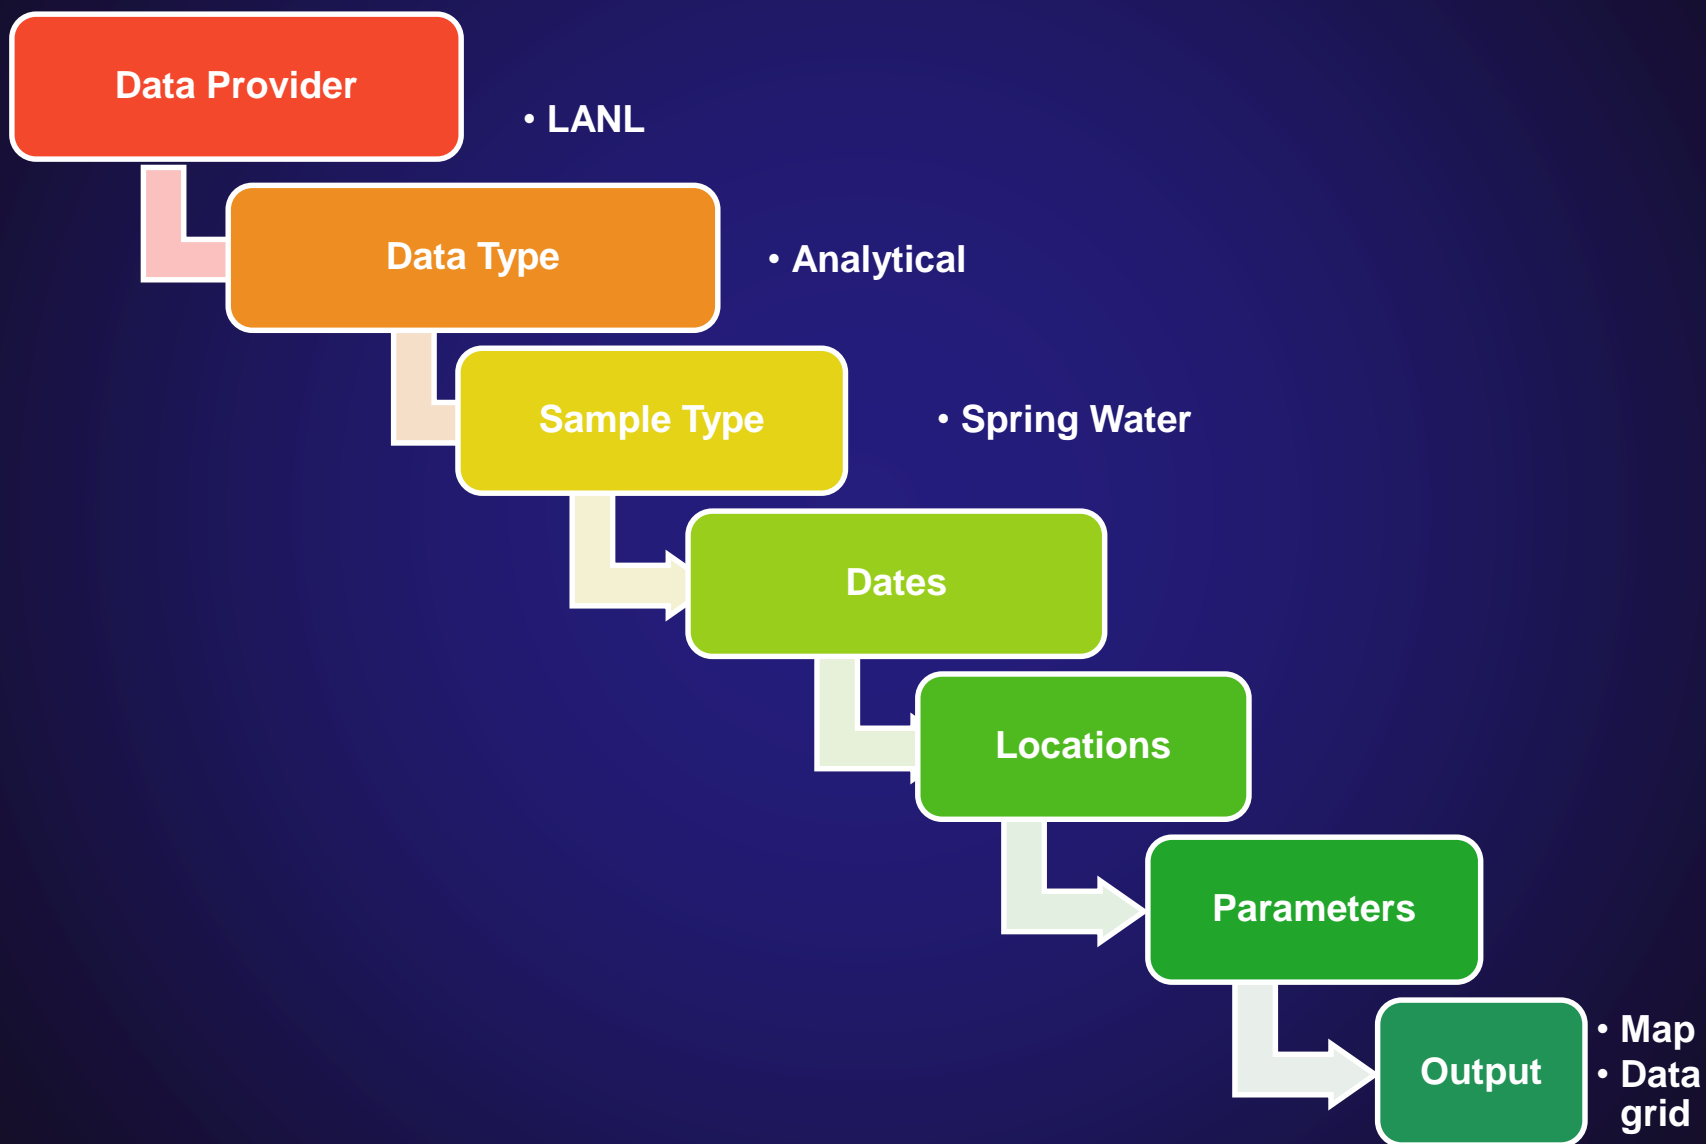 Data Provider
• LANL
Data Type
• Analytical
Sample Type
• Spring Water
Dates
Locations
Parameters
Output
• Map
• Data
grid